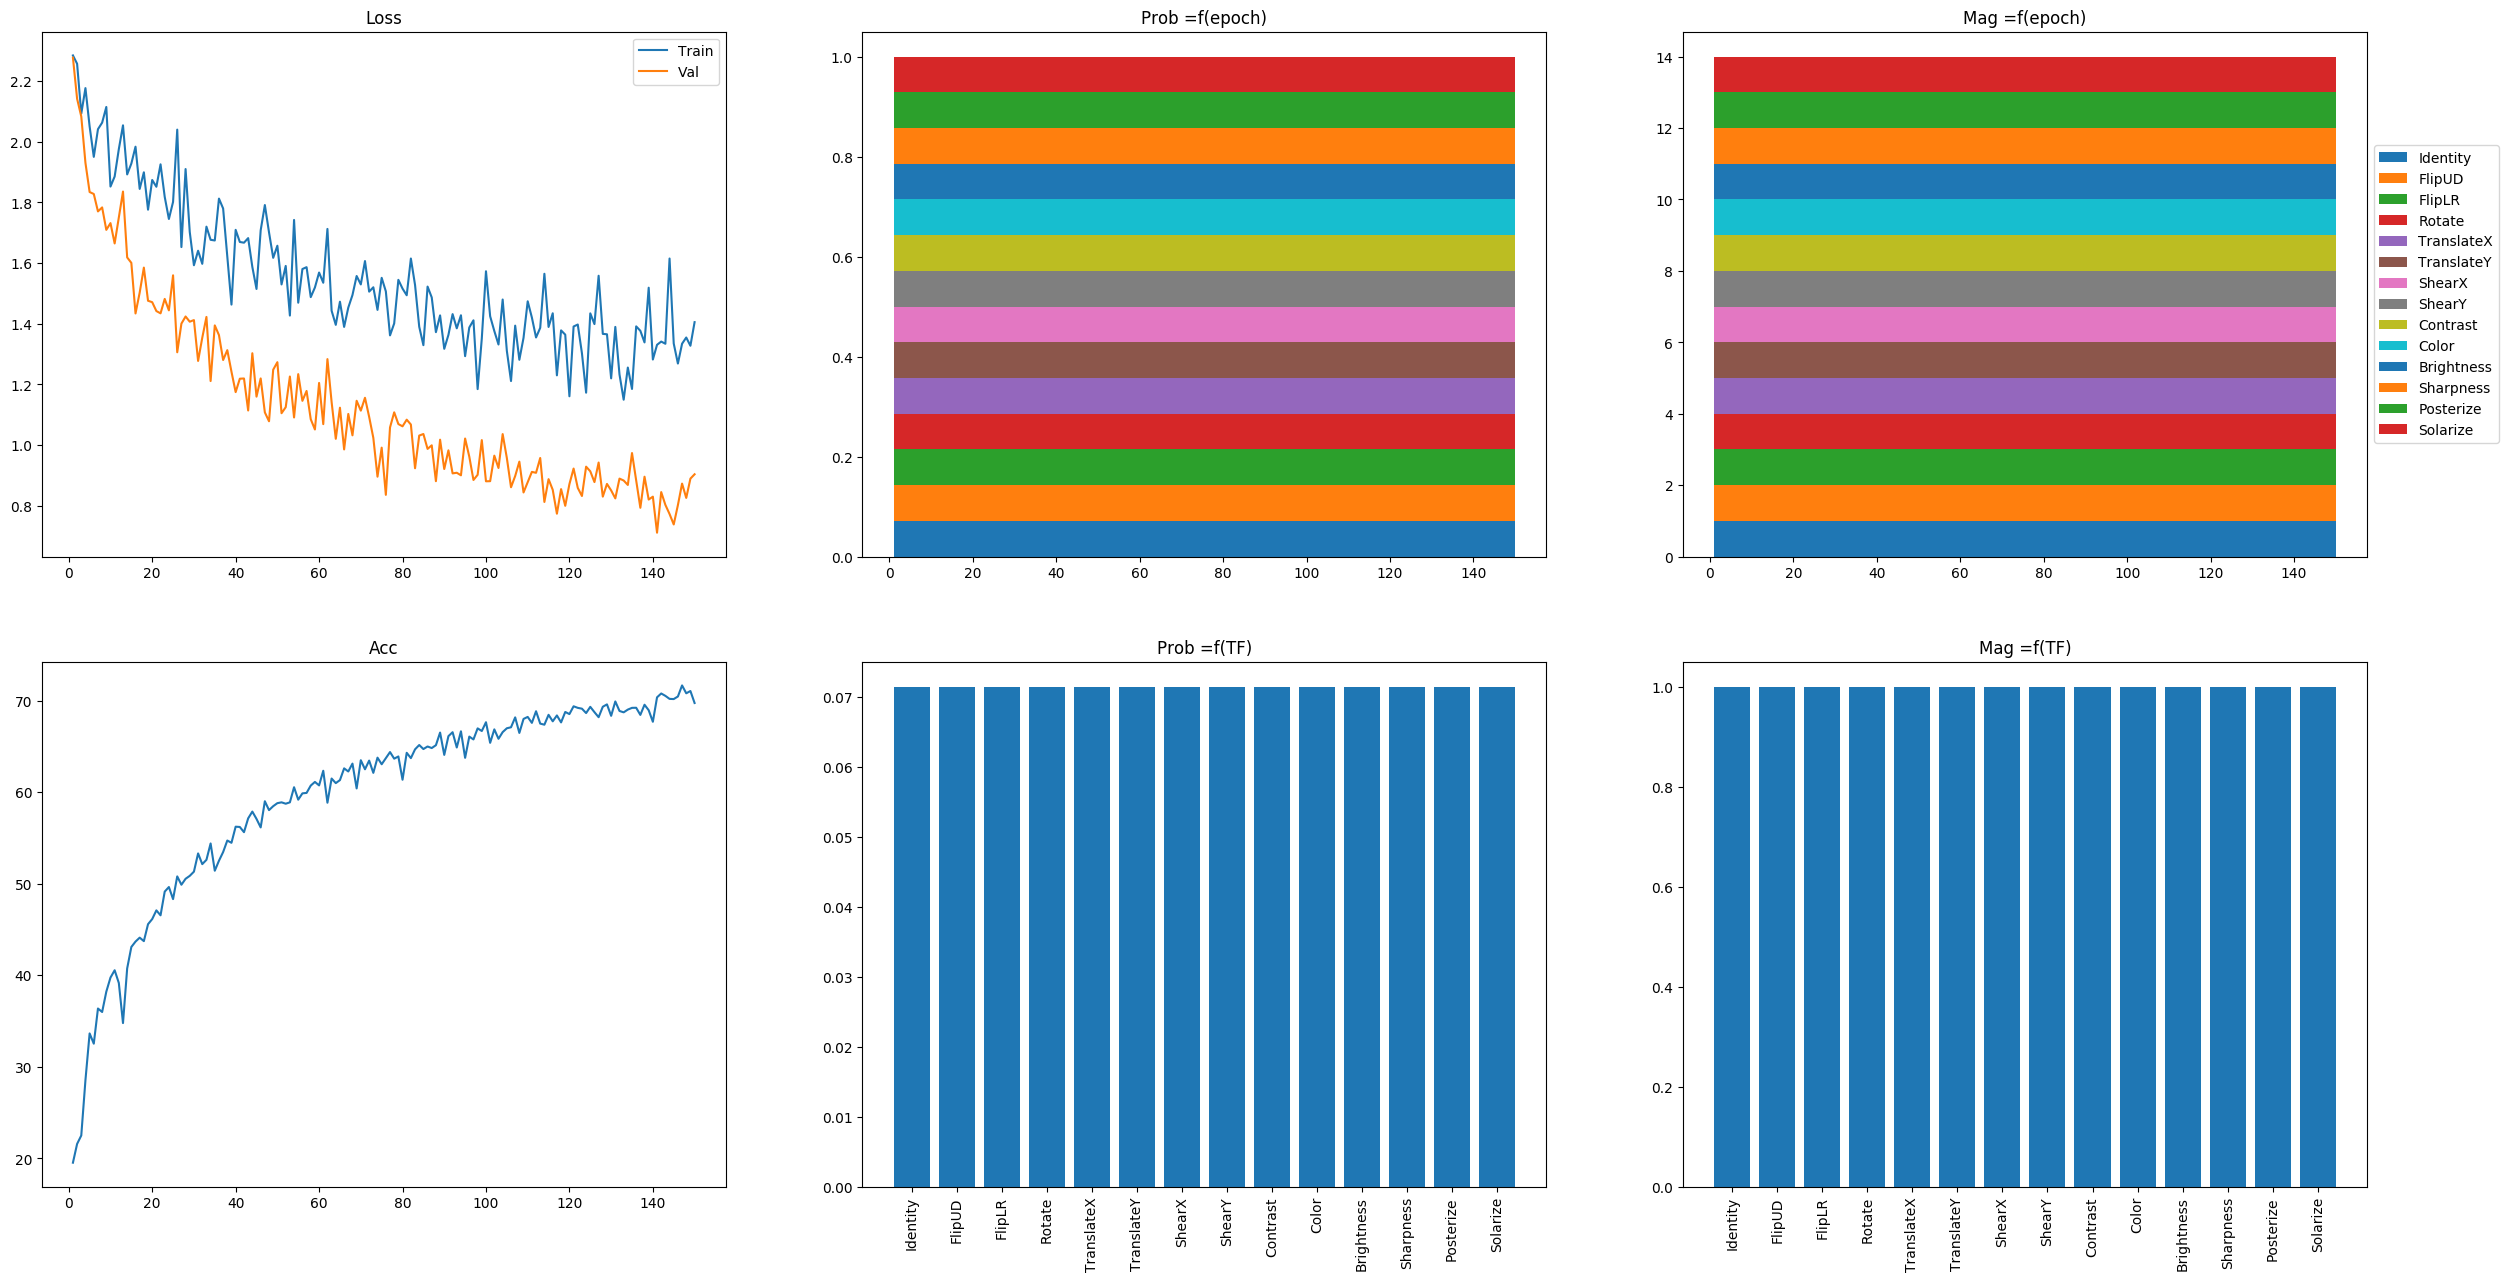 Loss
2.2
2.0
1.8
1.6
1.4
1.2
1.0
0.8
0 20 40 60 80 100 120 140
Train
Val
Prob =f(epoch)
1.0
0.8
0.6
0.4
0.2
0.0
0 20 40 60 80 100 120 140
Mag =f(epoch)
14
12
10
8
6
4
2
0
0 20 40 60 80 100 120 140
Identity
FlipUD
FlipLR
Rotate
TranslateX
TranslateY
ShearX
ShearY
Contrast
Color
Brightness
Sharpness
Posterize
Solarize
Acc
70
60
50
40
30
20
0 20 40 60 80 100 120 140
Prob =f(TF)
0.07
0.06
0.05
0.04
0.03
0.02
0.01
0.00
Identity
FlipUD
FlipLR
Rotate
TranslateX
TranslateY
ShearX
ShearY
Contrast
Color
Brightness
Sharpness
Posterize
Solarize
Mag =f(TF)
1.0
0.8
0.6
0.4
0.2
0.0
Identity
FlipUD
FlipLR
Rotate
TranslateX
TranslateY
ShearX
ShearY
Contrast
Color
Brightness
Sharpness
Posterize
Solarize